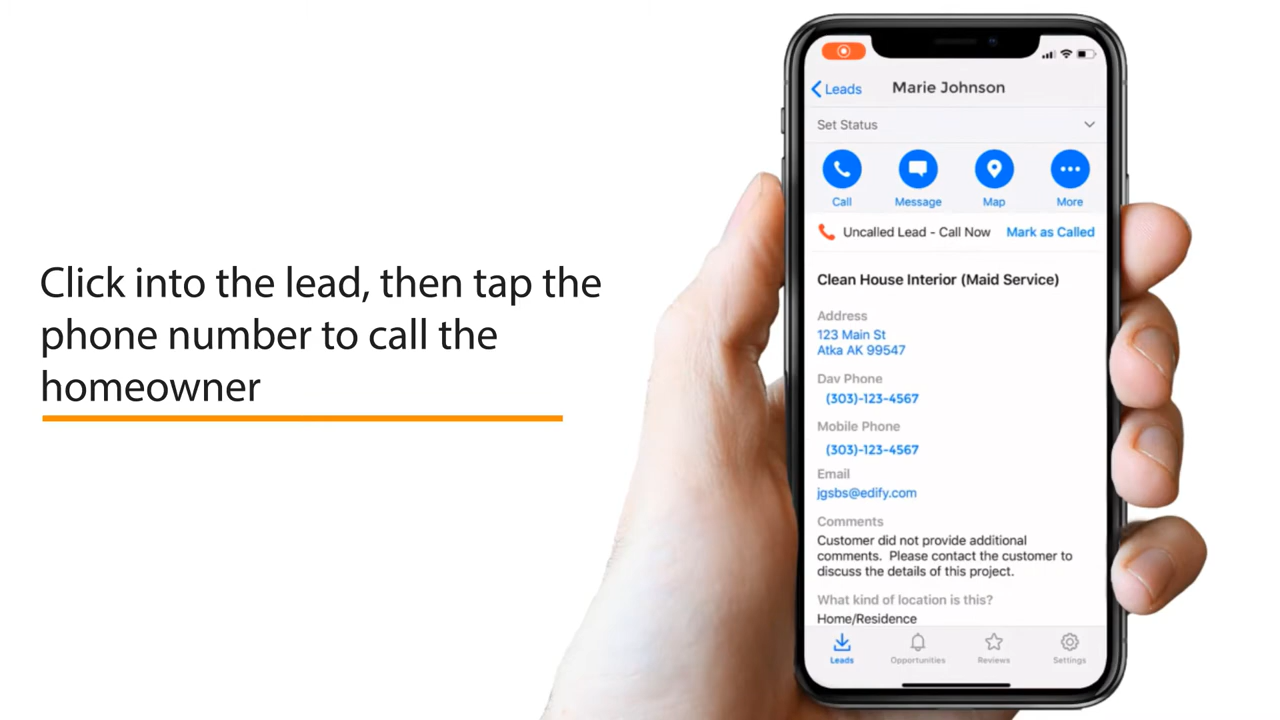 Click into the lead, then tap the
phone number to call the
homeowner
Leads
Marie Johnson
Set Status
Call
Message
Map
More
Uncalled Lead - Call Now
Mark as Called
Clean House Interior (Maid Service)
Address
123 Main St
Atka AK 99547
Day Phone
(303)-123-4567
Mobile Phone
(303)-123-4567
Email
jgsbs@edify.com
Comments
Customer did not provide additional
comments. Please contact the customer to
discuss the details of this project.
What kind of location is this?
Home/Residence
Leads
Opportunities
Reviews
Settings